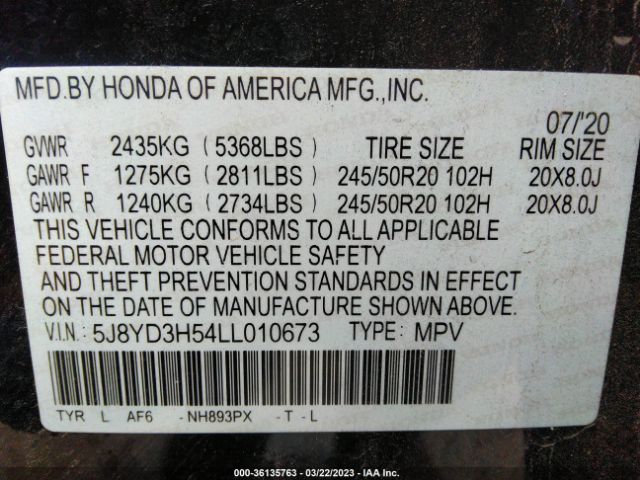 MFD.BY HONDA OF AMERICA MFG.,INC.
07/'20
GVWR 2435KG (5368LBS) TIRE SIZE RIM SIZE
GAWR F 1275KG (2811LBS) 245/50R20 102H 20X8.0J
GAWR R 1240KG (2734LBS) 245/50R20 102H 20X8.0J
THIS VEHICLE CONFORMS TO ALL APPLICABLE
FEDERAL MOTOR VEHICLE SAFETY
AND THEFT PREVENTION STANDARDS IN EFFECT
ON THE DATE OF MANUFACTURE SHOWN ABOVE.
V.I.N.: 5J8YD3H54LL010673 TYPE: MPV
TYR L AF6 -NH893PX -T -L
000-36135763 - 03/22/2023 - IAA Inc.